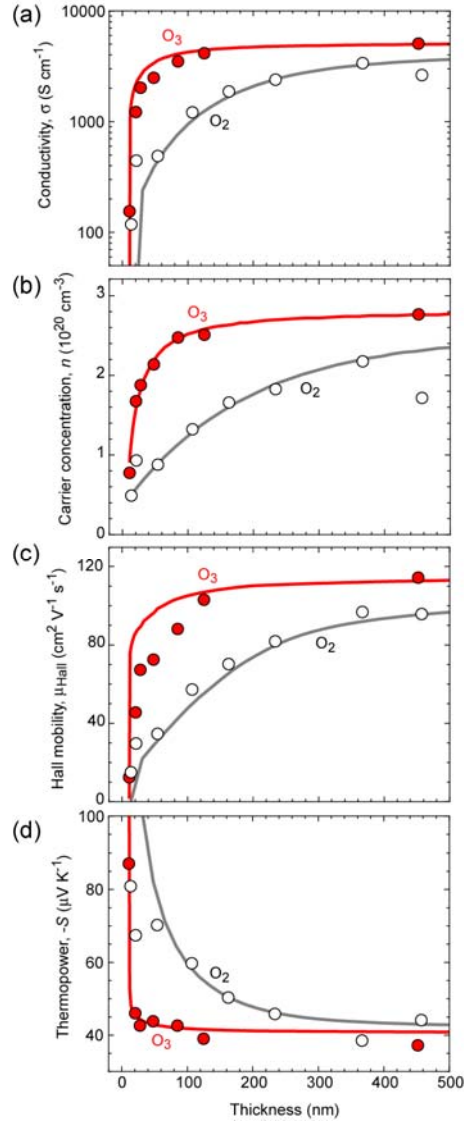 (a)
Conductivity, σ (S cm⁻¹)
10000
1000
100
O₃
O₂
(b)
Carrier concentration, n (10²⁰ cm⁻³)
3
2
1
0
O₃
O₂
(c)
Hall mobility, μHall (cm² V⁻¹ s⁻¹)
120
80
40
0
O₃
O₂
(d)
Thermopower, -S (μV K⁻¹)
100
80
60
40
O₂
O₃
0 100 200 300 400 500
Thickness (nm)